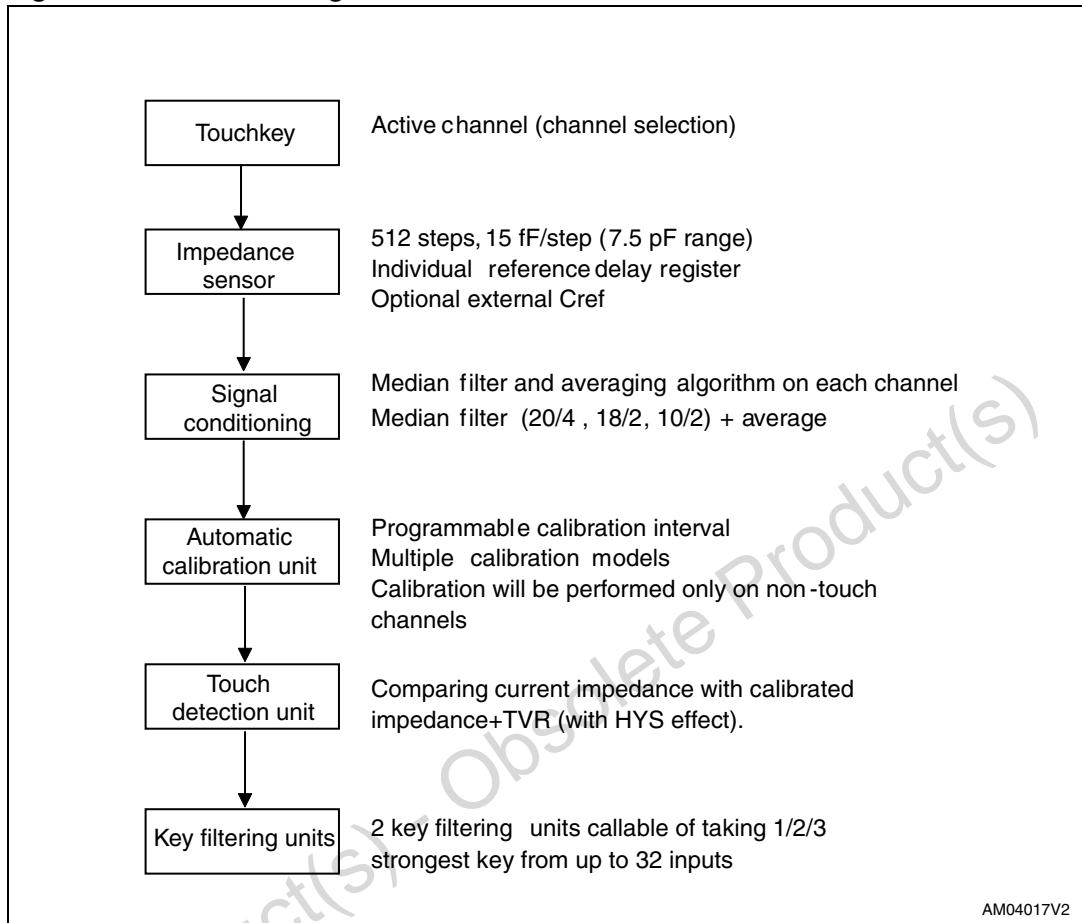 Touchkey
Active channel (channel selection)
Impedance
sensor
512 steps, 15 fF/step (7.5 pF range)
Individual reference delay register
Optional external Cref
Signal
conditioning
Median filter and averaging algorithm on each channel
Median filter (20/4 , 18/2, 10/2) + average
Automatic
calibration unit
Programmable calibration interval
Multiple calibration models
Calibration will be performed only on non-touch
channels
Touch
detection unit
Comparing current impedance with calibrated
impedance+TVR (with HYS effect).
Key filtering units
2 key filtering units callable of taking 1/2/3
strongest key from up to 32 inputs
AM04017V2
ct(s) - Obsolete Product(s)